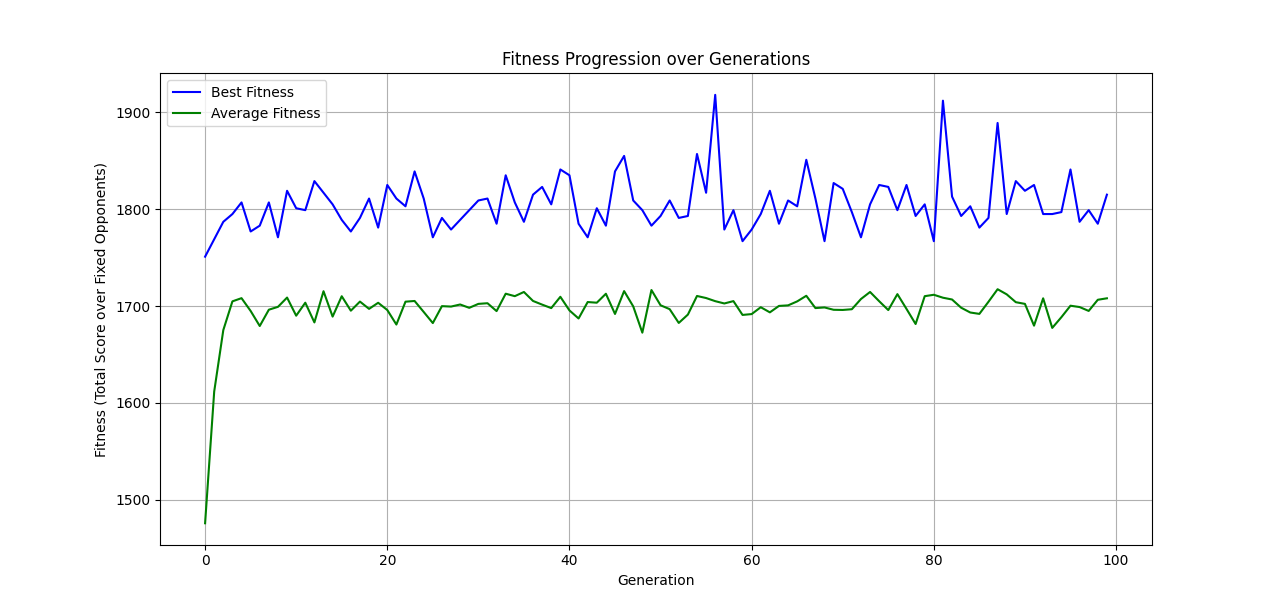 Fitness Progression over Generations
Best Fitness
Average Fitness
Fitness (Total Score over Fixed Opponents)
1900
1800
1700
1600
1500
0 20 40 60 80 100
Generation